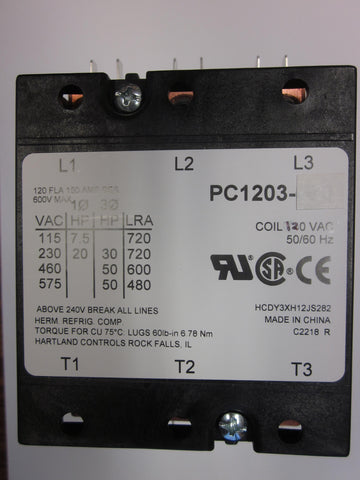 L1 L2 L3
120 FLA 150 AMP RES
600V MAX
PC1203-
1Ø 3Ø
VAC HP HP LRA
115 7.5 720
230 20 30 720
460 30 600
575 50 480
COIL 120 VAC
50/60 Hz
ABOVE 240V BREAK ALL LINES
HERM. REFRIG. COMP.
TORQUE FOR CU 75°C: LUGS 60lb-in 6.78 Nm
HARTLAND CONTROLS ROCK FALLS, IL
HCDY3XH12JS282
MADE IN CHINA
C2218 R
T1 T2 T3